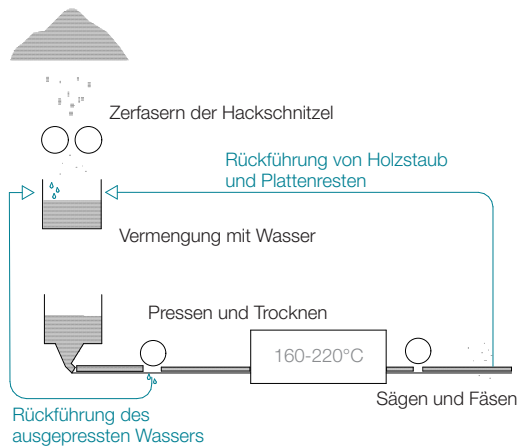 Zerfasern der Hackschnitzel
Rückführung von Holzstaub
und Plattenresten
Vermengung mit Wasser
Pressen und Trocknen
160-220°C
Sägen und Fäsen
Rückführung des
ausgepressten Wassers